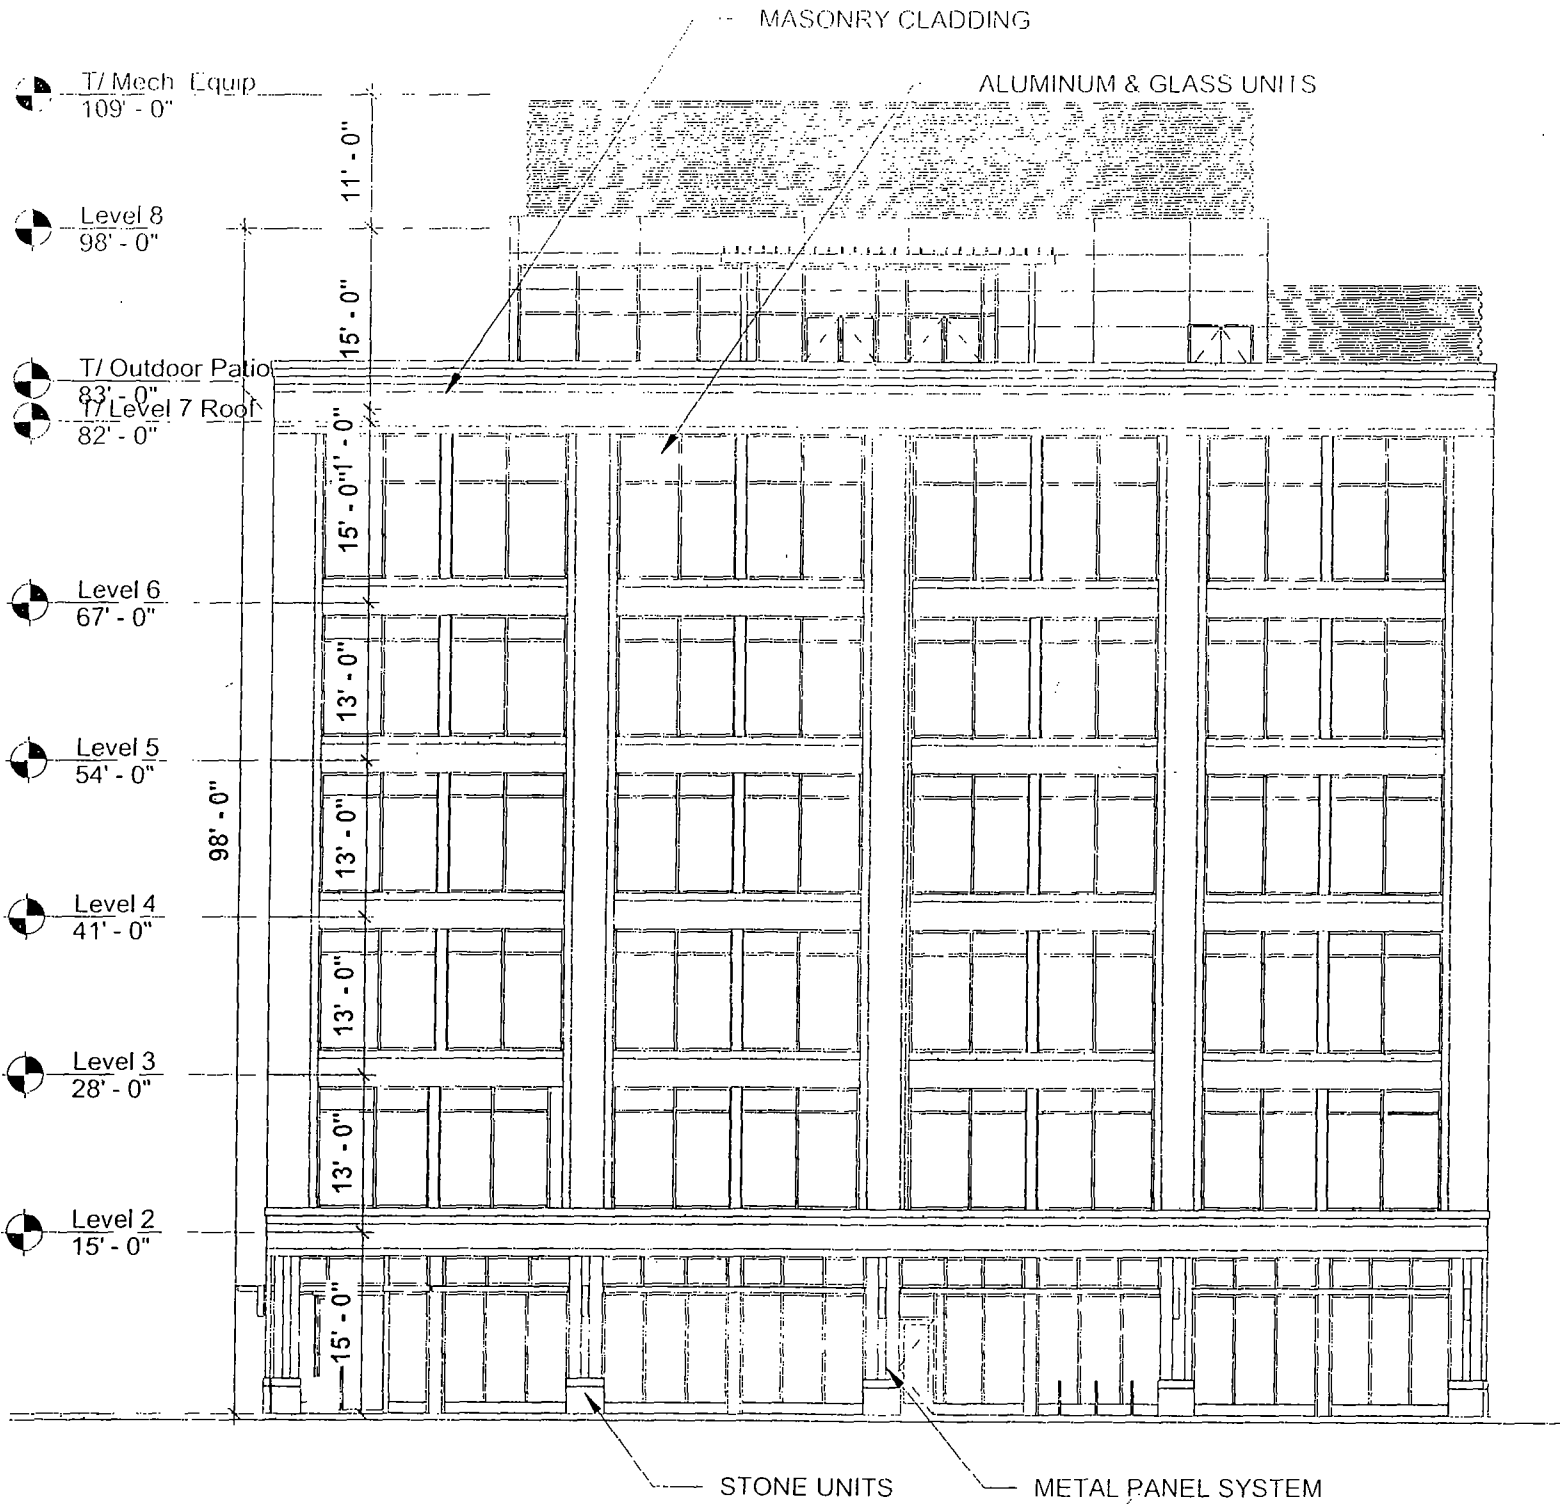 MASONRY CLADDING
ALUMINUM & GLASS UNITS
T/ Mech Equip
109' - 0"
11' - 0"
Level 8
98' - 0"
15' - 0"
T/ Outdoor Patio
83' - 0"
T/ Level 7 Roof
82' - 0"
1' - 0"
15' - 0"
Level 6
67' - 0"
13' - 0"
Level 5
54' - 0"
98' - 0"
13' - 0"
Level 4
41' - 0"
13' - 0"
Level 3
28' - 0"
13' - 0"
Level 2
15' - 0"
15' - 0"
STONE UNITS
METAL PANEL SYSTEM